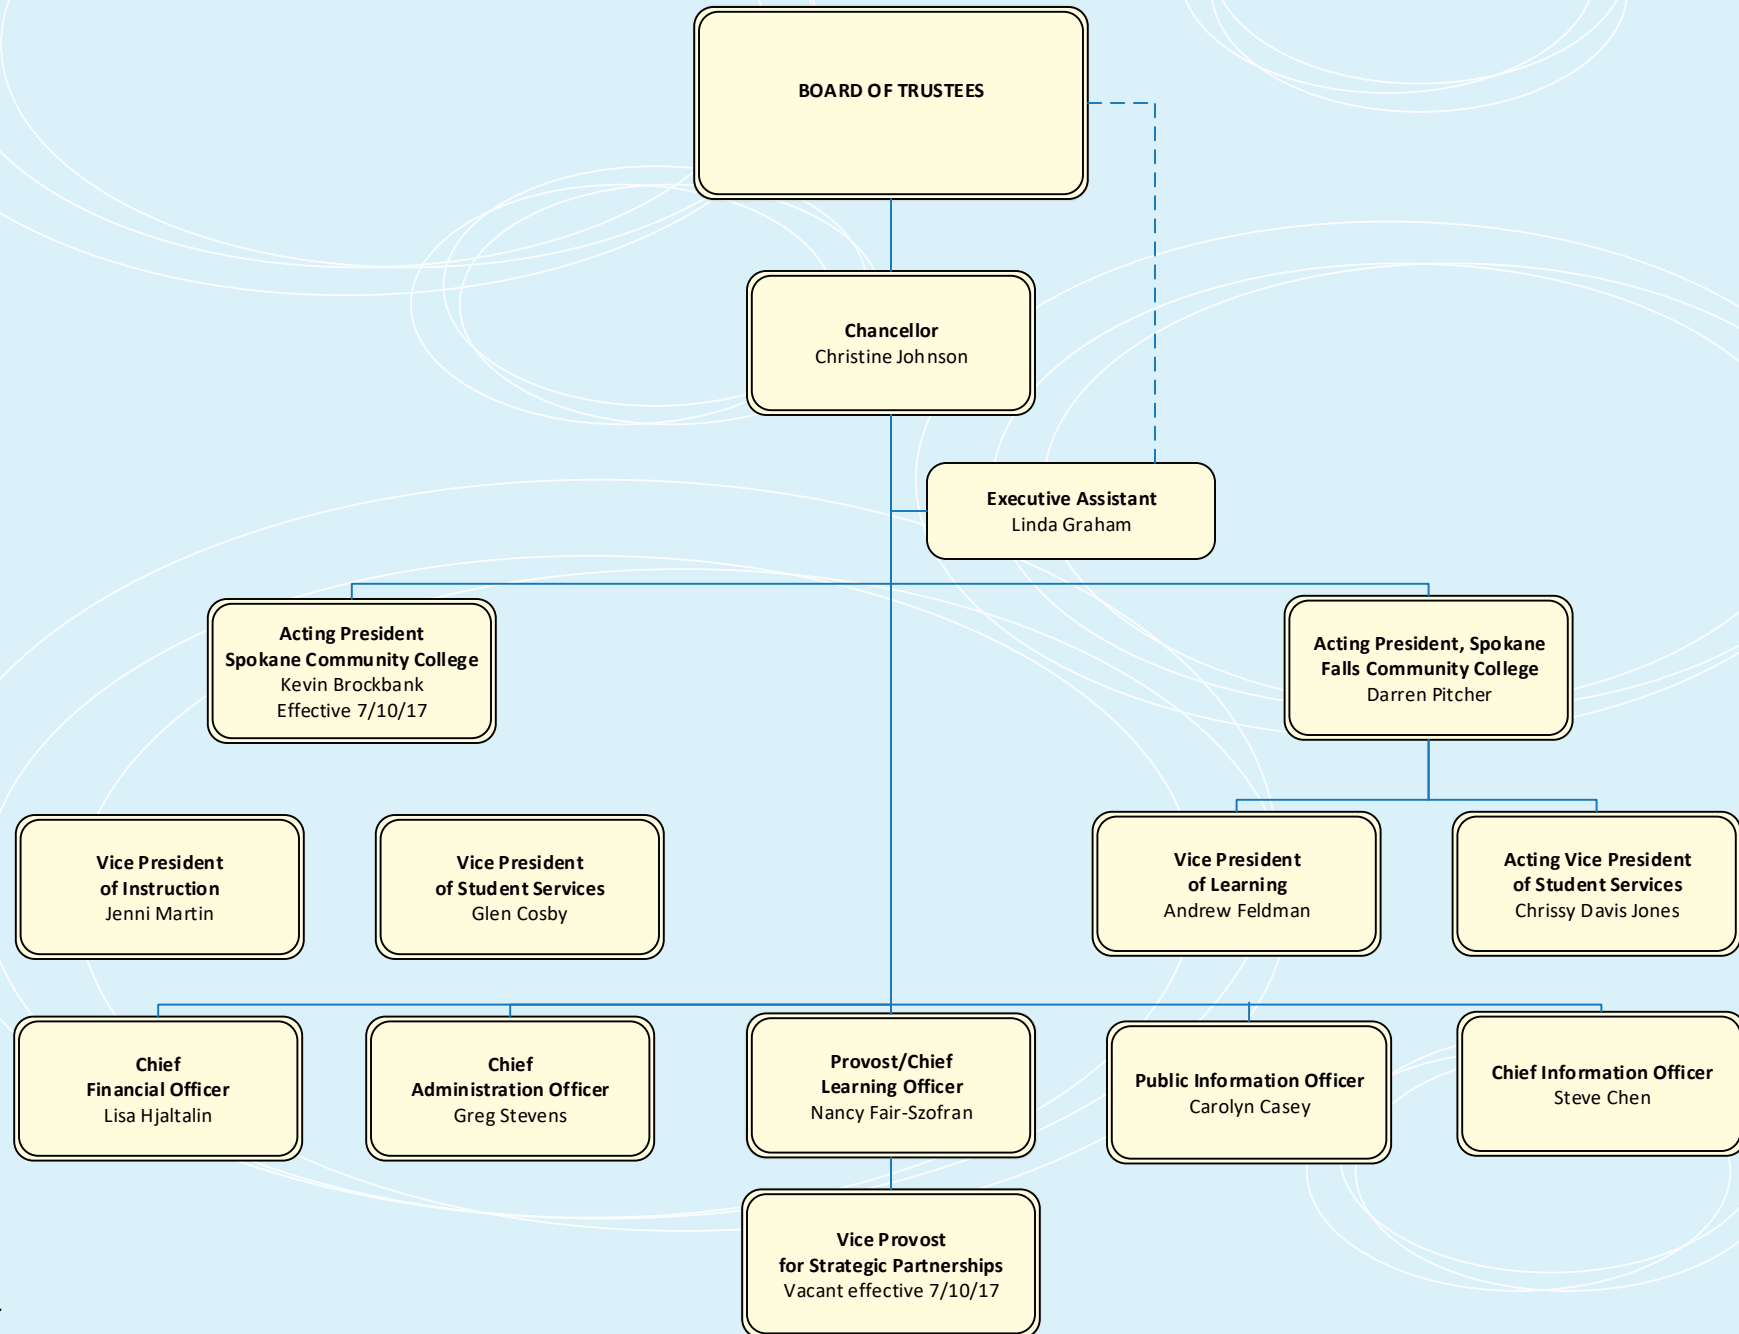 BOARD OF TRUSTEES
Chancellor
Christine Johnson
Executive Assistant
Linda Graham
Acting President
Spokane Community College
Kevin Brockbank
Effective 7/10/17
Acting President, Spokane
Falls Community College
Darren Pitcher
Vice President
of Instruction
Jenni Martin
Vice President
of Student Services
Glen Cosby
Vice President
of Learning
Andrew Feldman
Acting Vice President
of Student Services
Chrissy Davis Jones
Chief
Financial Officer
Lisa Hjaltalin
Chief
Administration Officer
Greg Stevens
Provost/Chief
Learning Officer
Nancy Fair-Szofran
Public Information Officer
Carolyn Casey
Chief Information Officer
Steve Chen
Vice Provost
for Strategic Partnerships
Vacant effective 7/10/17